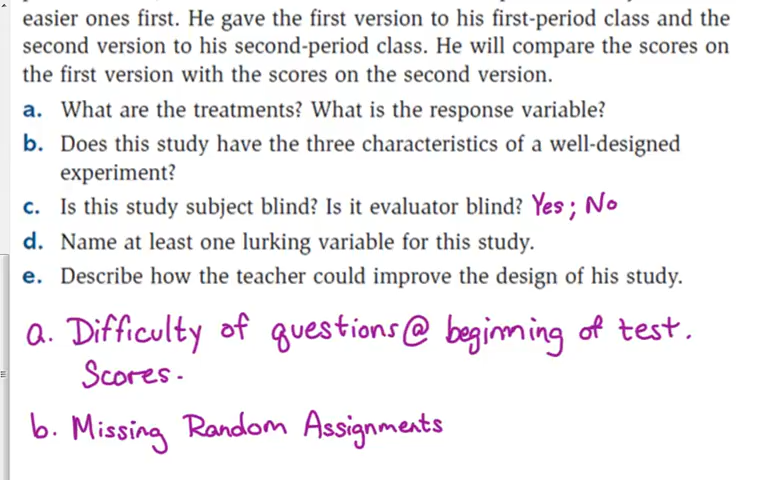 easier ones first. He gave the first version to his first-period class and the
second version to his second-period class. He will compare the scores on
the first version with the scores on the second version.
a. What are the treatments? What is the response variable?
b. Does this study have the three characteristics of a well-designed
experiment?
c. Is this study subject blind? Is it evaluator blind? Yes; No
d. Name at least one lurking variable for this study.
e. Describe how the teacher could improve the design of his study.
a. Difficulty of questions @ beginning of test.
Scores.
b. Missing Random Assignments